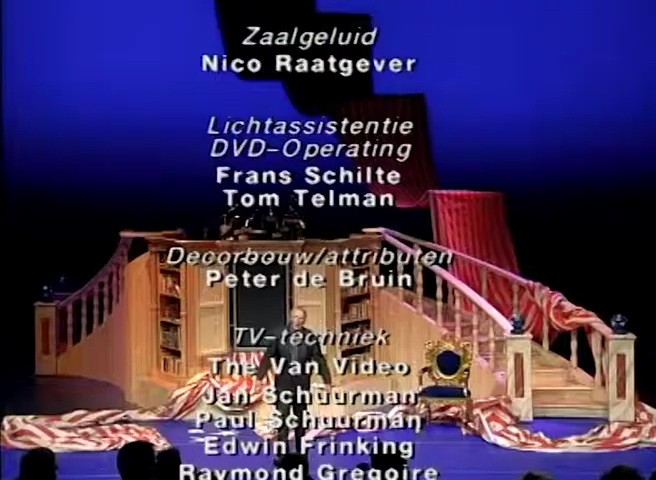 Zaalgeluid
Nico Raatgever
Lichtassistentie
DVD-Operating
Frans Schilte
Tom Telman
Decorbouw/attributen
Peter de Bruin
TV-techniek
The Van Video
Jan Schuurman
Paul Schuurman
Edwin Frinking
Raymond Gregoire